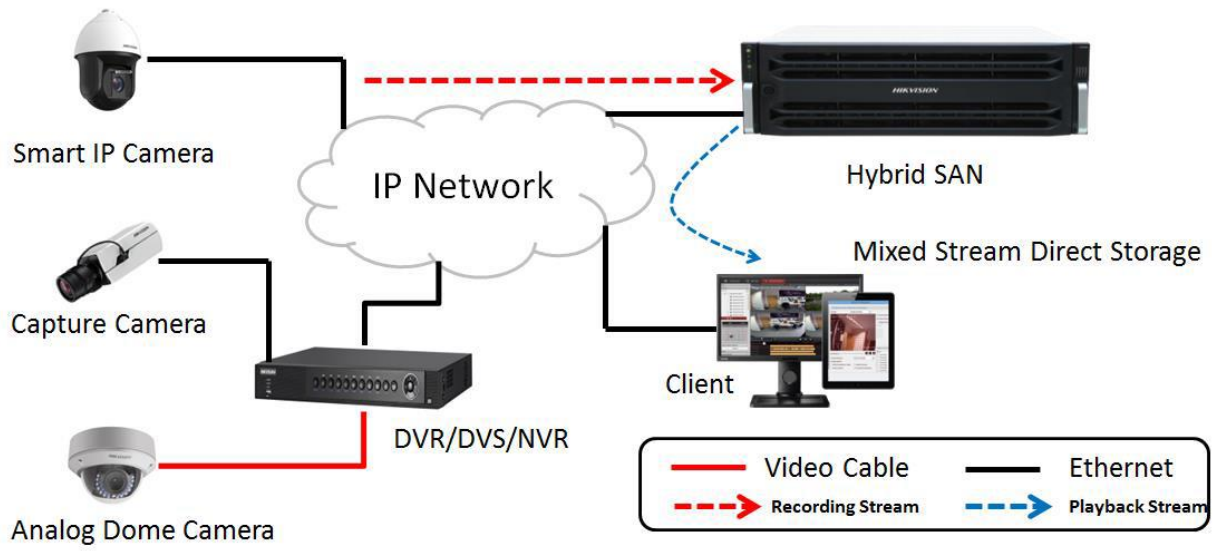 Smart IP Camera
HIKVISION
Hybrid SAN
IP Network
Mixed Stream Direct Storage
Capture Camera
Client
DVR/DVS/NVR
Analog Dome Camera
Video Cable
Ethernet
Recording Stream
Playback Stream